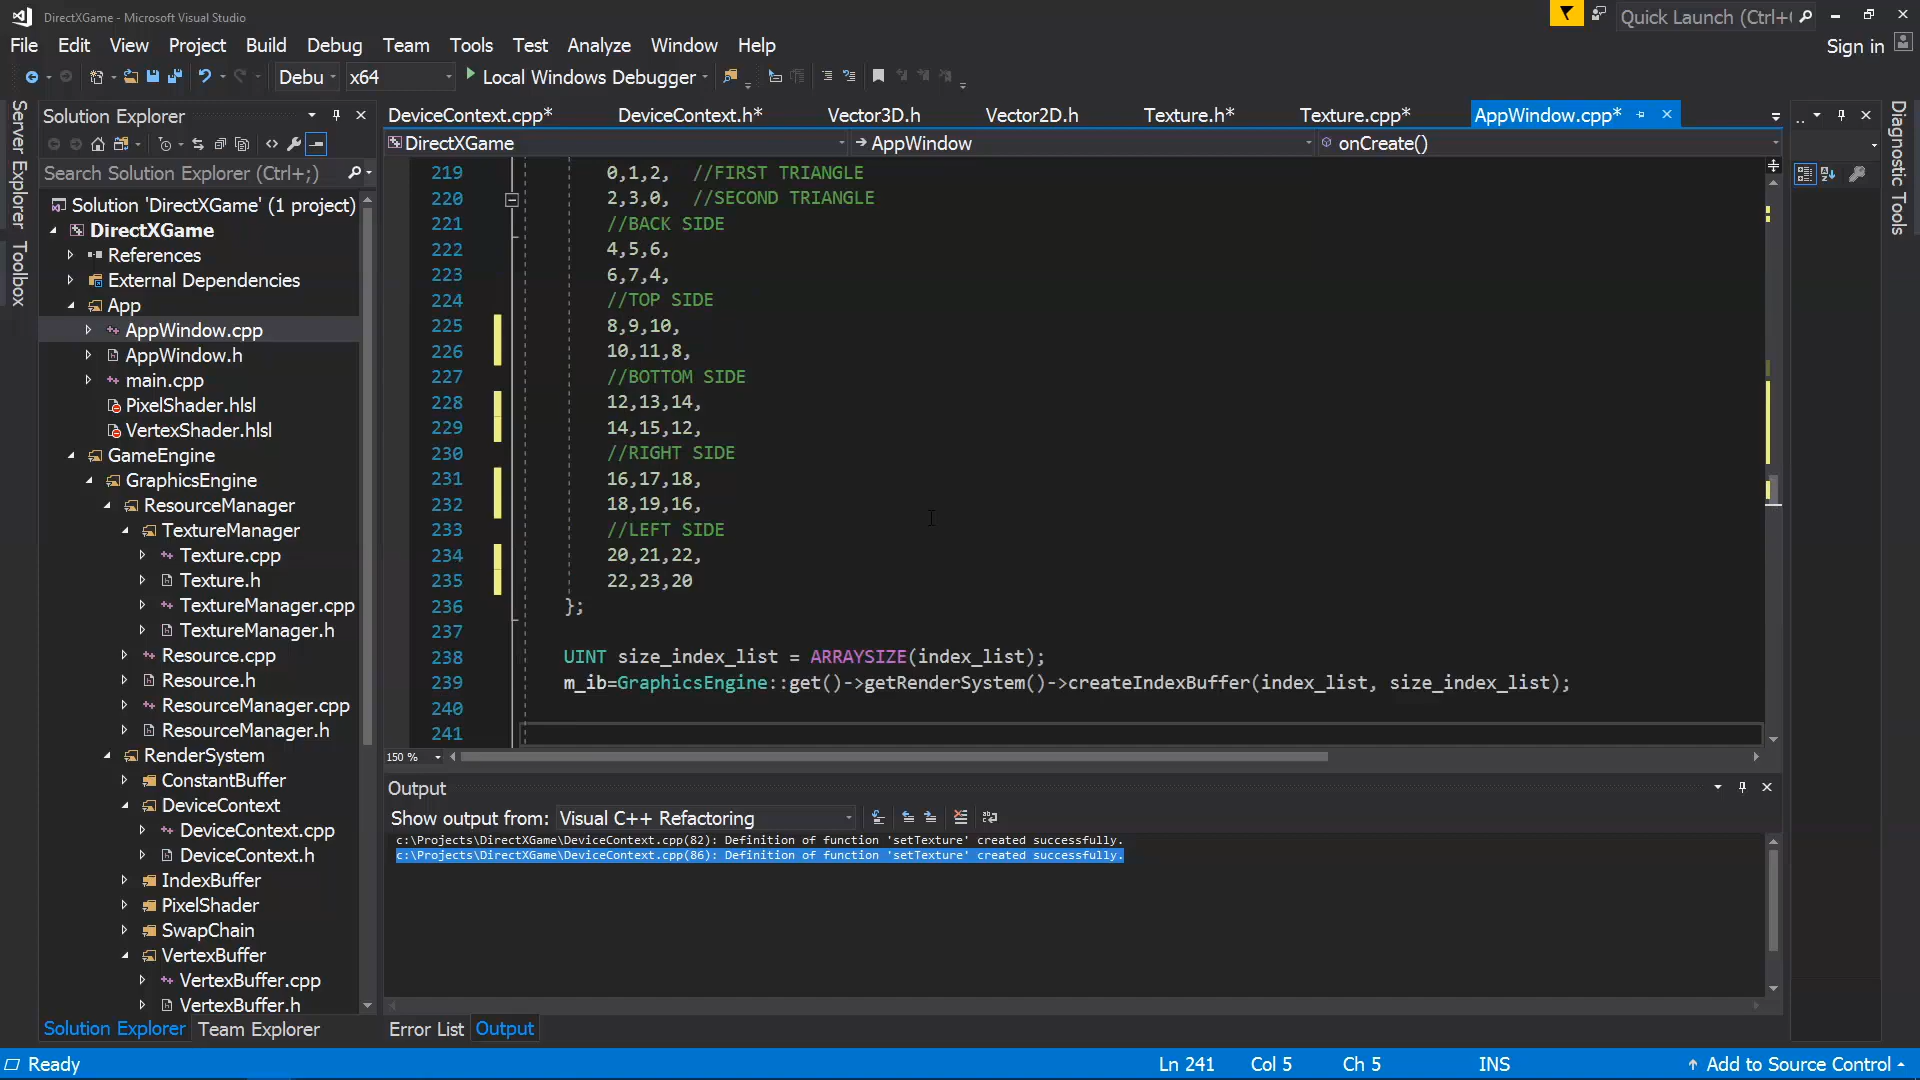 DirectXGame - Microsoft Visual Studio
Quick Launch (Ctrl+
File Edit View Project Build Debug Team Tools Test Analyze Window Help
Sign in
Debu x64 Local Windows Debugger
Server Explorer
Toolbox
Solution Explorer
Search Solution Explorer (Ctrl+;)
Solution 'DirectXGame' (1 project)
DirectXGame
References
External Dependencies
App
AppWindow.cpp
AppWindow.h
main.cpp
PixelShader.hlsl
VertexShader.hlsl
GameEngine
GraphicsEngine
ResourceManager
TextureManager
Texture.cpp
Texture.h
TextureManager.cpp
TextureManager.h
Resource.cpp
Resource.h
ResourceManager.cpp
ResourceManager.h
RenderSystem
ConstantBuffer
DeviceContext
DeviceContext.cpp
DeviceContext.h
IndexBuffer
PixelShader
SwapChain
VertexBuffer
VertexBuffer.cpp
VertexBuffer.h
Solution Explorer Team Explorer
DeviceContext.cpp* DeviceContext.h* Vector3D.h Vector2D.h Texture.h* Texture.cpp* AppWindow.cpp*
DirectXGame AppWindow onCreate()
219 0,1,2, //FIRST TRIANGLE
220 2,3,0, //SECOND TRIANGLE
221 //BACK SIDE
222 4,5,6,
223 6,7,4,
224 //TOP SIDE
225 8,9,10,
226 10,11,8,
227 //BOTTOM SIDE
228 12,13,14,
229 14,15,12,
230 //RIGHT SIDE
231 16,17,18,
232 18,19,16,
233 //LEFT SIDE
234 20,21,22,
235 22,23,20
236 };
237
238 UINT size_index_list = ARRAYSIZE(index_list);
239 m_ib=GraphicsEngine::get()->getRenderSystem()->createIndexBuffer(index_list, size_index_list);
240
241
150 %
Output
Show output from: Visual C++ Refactoring
c:\Projects\DirectXGame\DeviceContext.cpp(82): Definition of function 'setTexture' created successfully.
c:\Projects\DirectXGame\DeviceContext.cpp(86): Definition of function 'setTexture' created successfully.
Error List Output
Diagnostic Tools
Ready Ln 241 Col 5 Ch 5 INS Add to Source Control